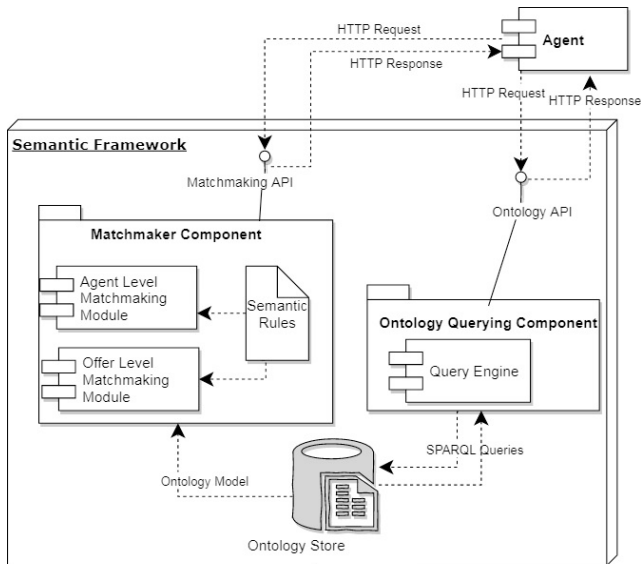 HTTP Request
Agent
HTTP Response
HTTP Request
HTTP Response
Semantic Framework
Matchmaking API
Ontology API
Matchmaker Component
Agent Level
Matchmaking
Module
Semantic
Rules
Offer Level
Matchmaking
Module
Ontology Querying Component
Query Engine
SPARQL Queries
Ontology Model
Ontology Store